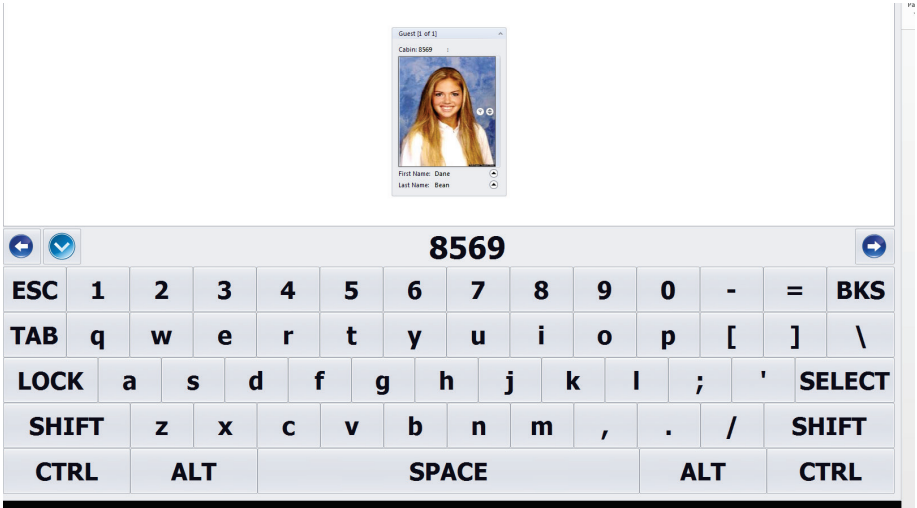 Pa
Guest [1 of 1]
Cabin: 8569 :
First Name: Dane
Last Name: Bean
8569
ESC 1 2 3 4 5 6 7 8 9 0 - = BKS
TAB q w e r t y u i o p [ ] \
LOCK a s d f g h j k l ; ' SELECT
SHIFT z x c v b n m , . / SHIFT
CTRL ALT SPACE ALT CTRL